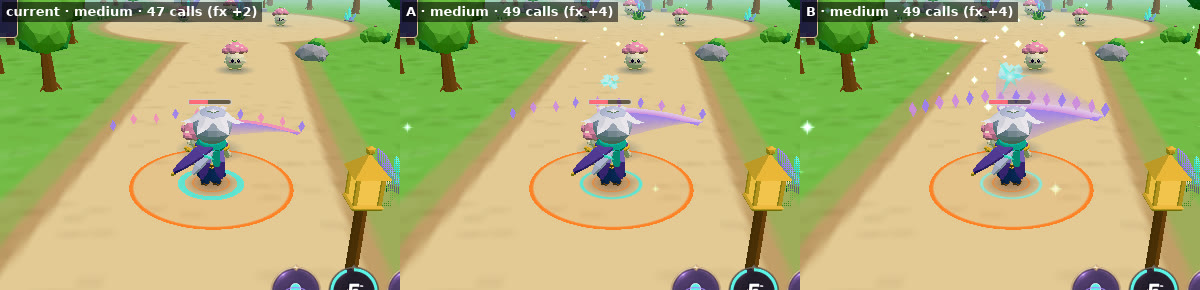 current · medium · 47 calls (fx +2)
A · medium · 49 calls (fx +4)
B · medium · 49 calls (fx +4)